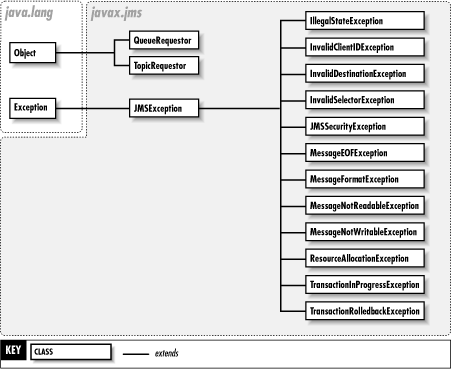 java.lang
javax.jms
Object
QueueRequestor
TopicRequestor
Exception
JMSException
IllegalStateException
InvalidClientIDException
InvalidDestinationException
InvalidSelectorException
JMSSecurityException
MessageEOFException
MessageFormatException
MessageNotReadableException
MessageNotWritableException
ResourceAllocationException
TransactionInProgressException
TransactionRolledbackException
KEY
CLASS
extends